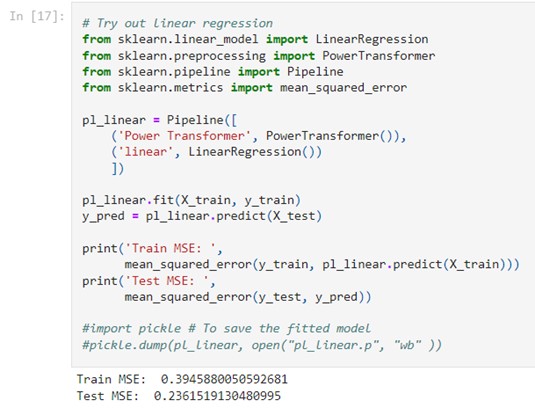 In [17]:
# Try out linear regression
from sklearn.linear_model import LinearRegression
from sklearn.preprocessing import PowerTransformer
from sklearn.pipeline import Pipeline
from sklearn.metrics import mean_squared_error
pl_linear = Pipeline([
('Power Transformer', PowerTransformer()),
('linear', LinearRegression())
])
pl_linear.fit(X_train, y_train)
y_pred = pl_linear.predict(X_test)
print('Train MSE: ',
mean_squared_error(y_train, pl_linear.predict(X_train)))
print('Test MSE: ',
mean_squared_error(y_test, y_pred))
#import pickle # To save the fitted model
#pickle.dump(pl_linear, open("pl_linear.p", "wb" ))
Train MSE:  0.3945880050592681
Test MSE:  0.2361519130480995